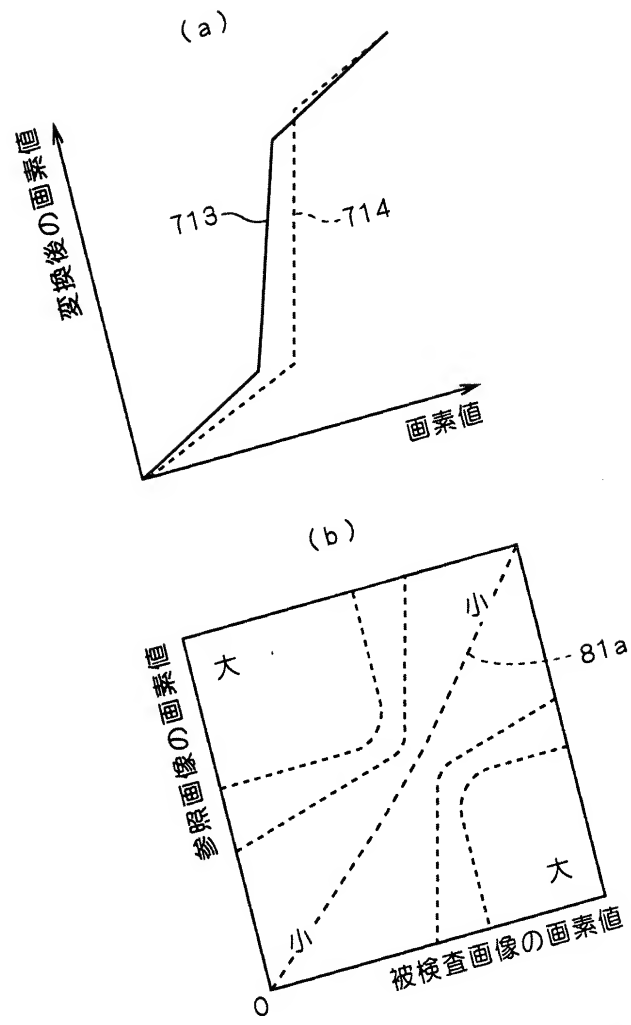 (a)
変換後の画素値
713
714
画素値
(b)
参照画像の画素値
大
小
81a
小
大
0
被検査画像の画素値